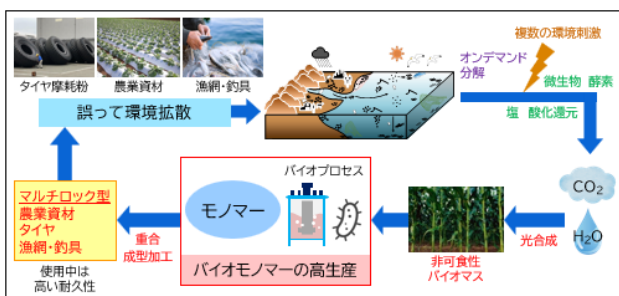 タイヤ摩耗粉
農業資材
漁網・釣具
誤って環境拡散
オンデマンド
分解
複数の環境刺激
微生物 酵素
塩 酸化還元
CO2
H2O
光合成
非可食性
バイオマス
バイオプロセス
モノマー
バイオモノマーの高生産
重合
成型加工
マルチロック型
農業資材
タイヤ
漁網・釣具
使用中は
高い耐久性